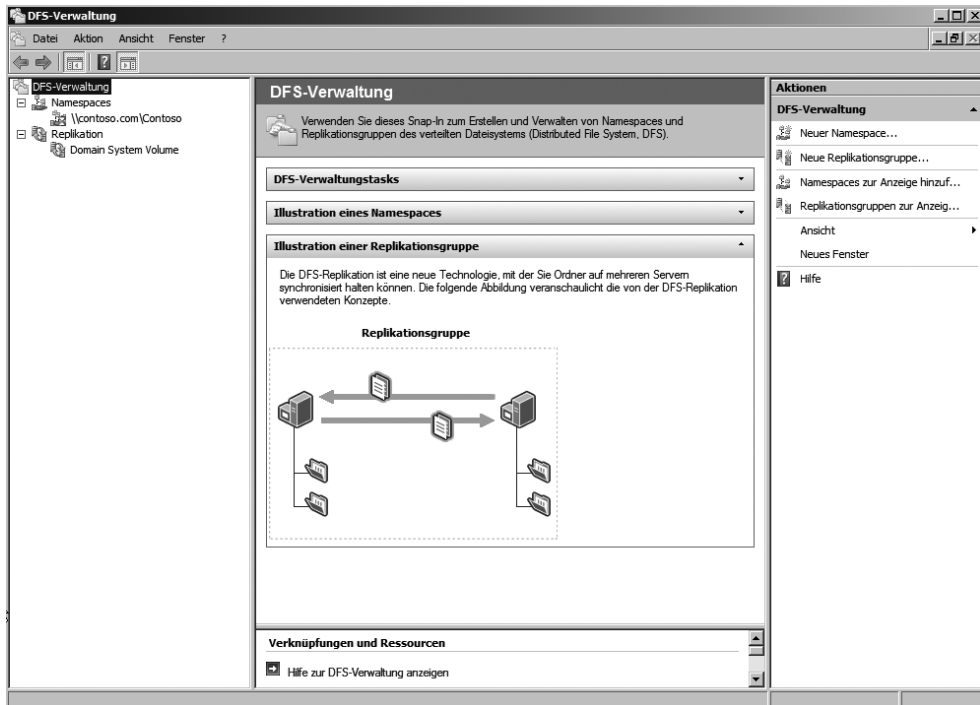 DFS-Verwaltung
Datei Aktion Ansicht Fenster ?
DFS-Verwaltung
Namespaces
\\contoso.com\Contoso
Replikation
Domain System Volume
DFS-Verwaltung
Verwenden Sie dieses Snap-In zum Erstellen und Verwalten von Namespaces und
Replikationsgruppen des verteilten Dateisystems (Distributed File System, DFS).
DFS-Verwaltungstasks
Illustration eines Namespaces
Illustration einer Replikationsgruppe
Die DFS-Replikation ist eine neue Technologie, mit der Sie Ordner auf mehreren Servern
synchronisiert halten können. Die folgende Abbildung veranschaulicht die von der DFS-Replikation
verwendeten Konzepte.
Replikationsgruppe
Verknüpfungen und Ressourcen
Hilfe zur DFS-Verwaltung anzeigen
Aktionen
DFS-Verwaltung
Neuer Namespace...
Neue Replikationsgruppe...
Namespaces zur Anzeige hinzuf...
Replikationsgruppen zur Anzeig...
Ansicht
Neues Fenster
Hilfe